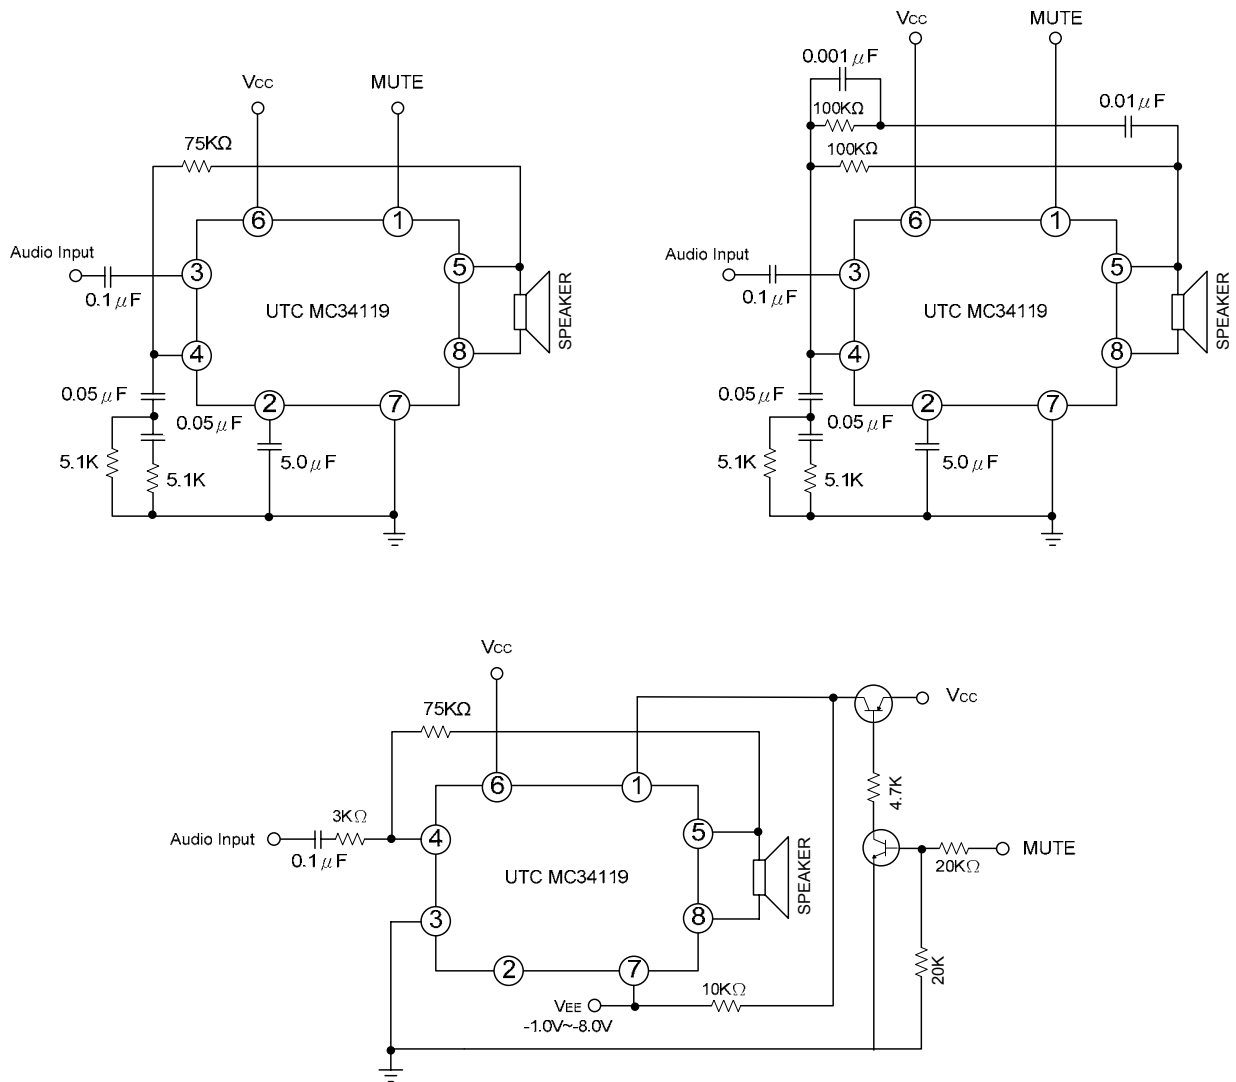 Vcc
MUTE
75KΩ
6
1
Audio Input
3
5
0.1μF
UTC MC34119
SPEAKER
4
8
0.05μF
2
7
0.05μF
5.1K
5.1K
5.0μF
Vcc
MUTE
0.001μF
100KΩ
0.01μF
100KΩ
6
1
Audio Input
3
5
0.1μF
UTC MC34119
SPEAKER
4
8
0.05μF
2
7
0.05μF
5.1K
5.1K
5.0μF
Vcc
75KΩ
Vcc
6
1
4.7K
3KΩ
Audio Input
4
5
0.1μF
MUTE
20KΩ
UTC MC34119
SPEAKER
3
8
2
7
20K
10KΩ
VEE
-1.0V~-8.0V